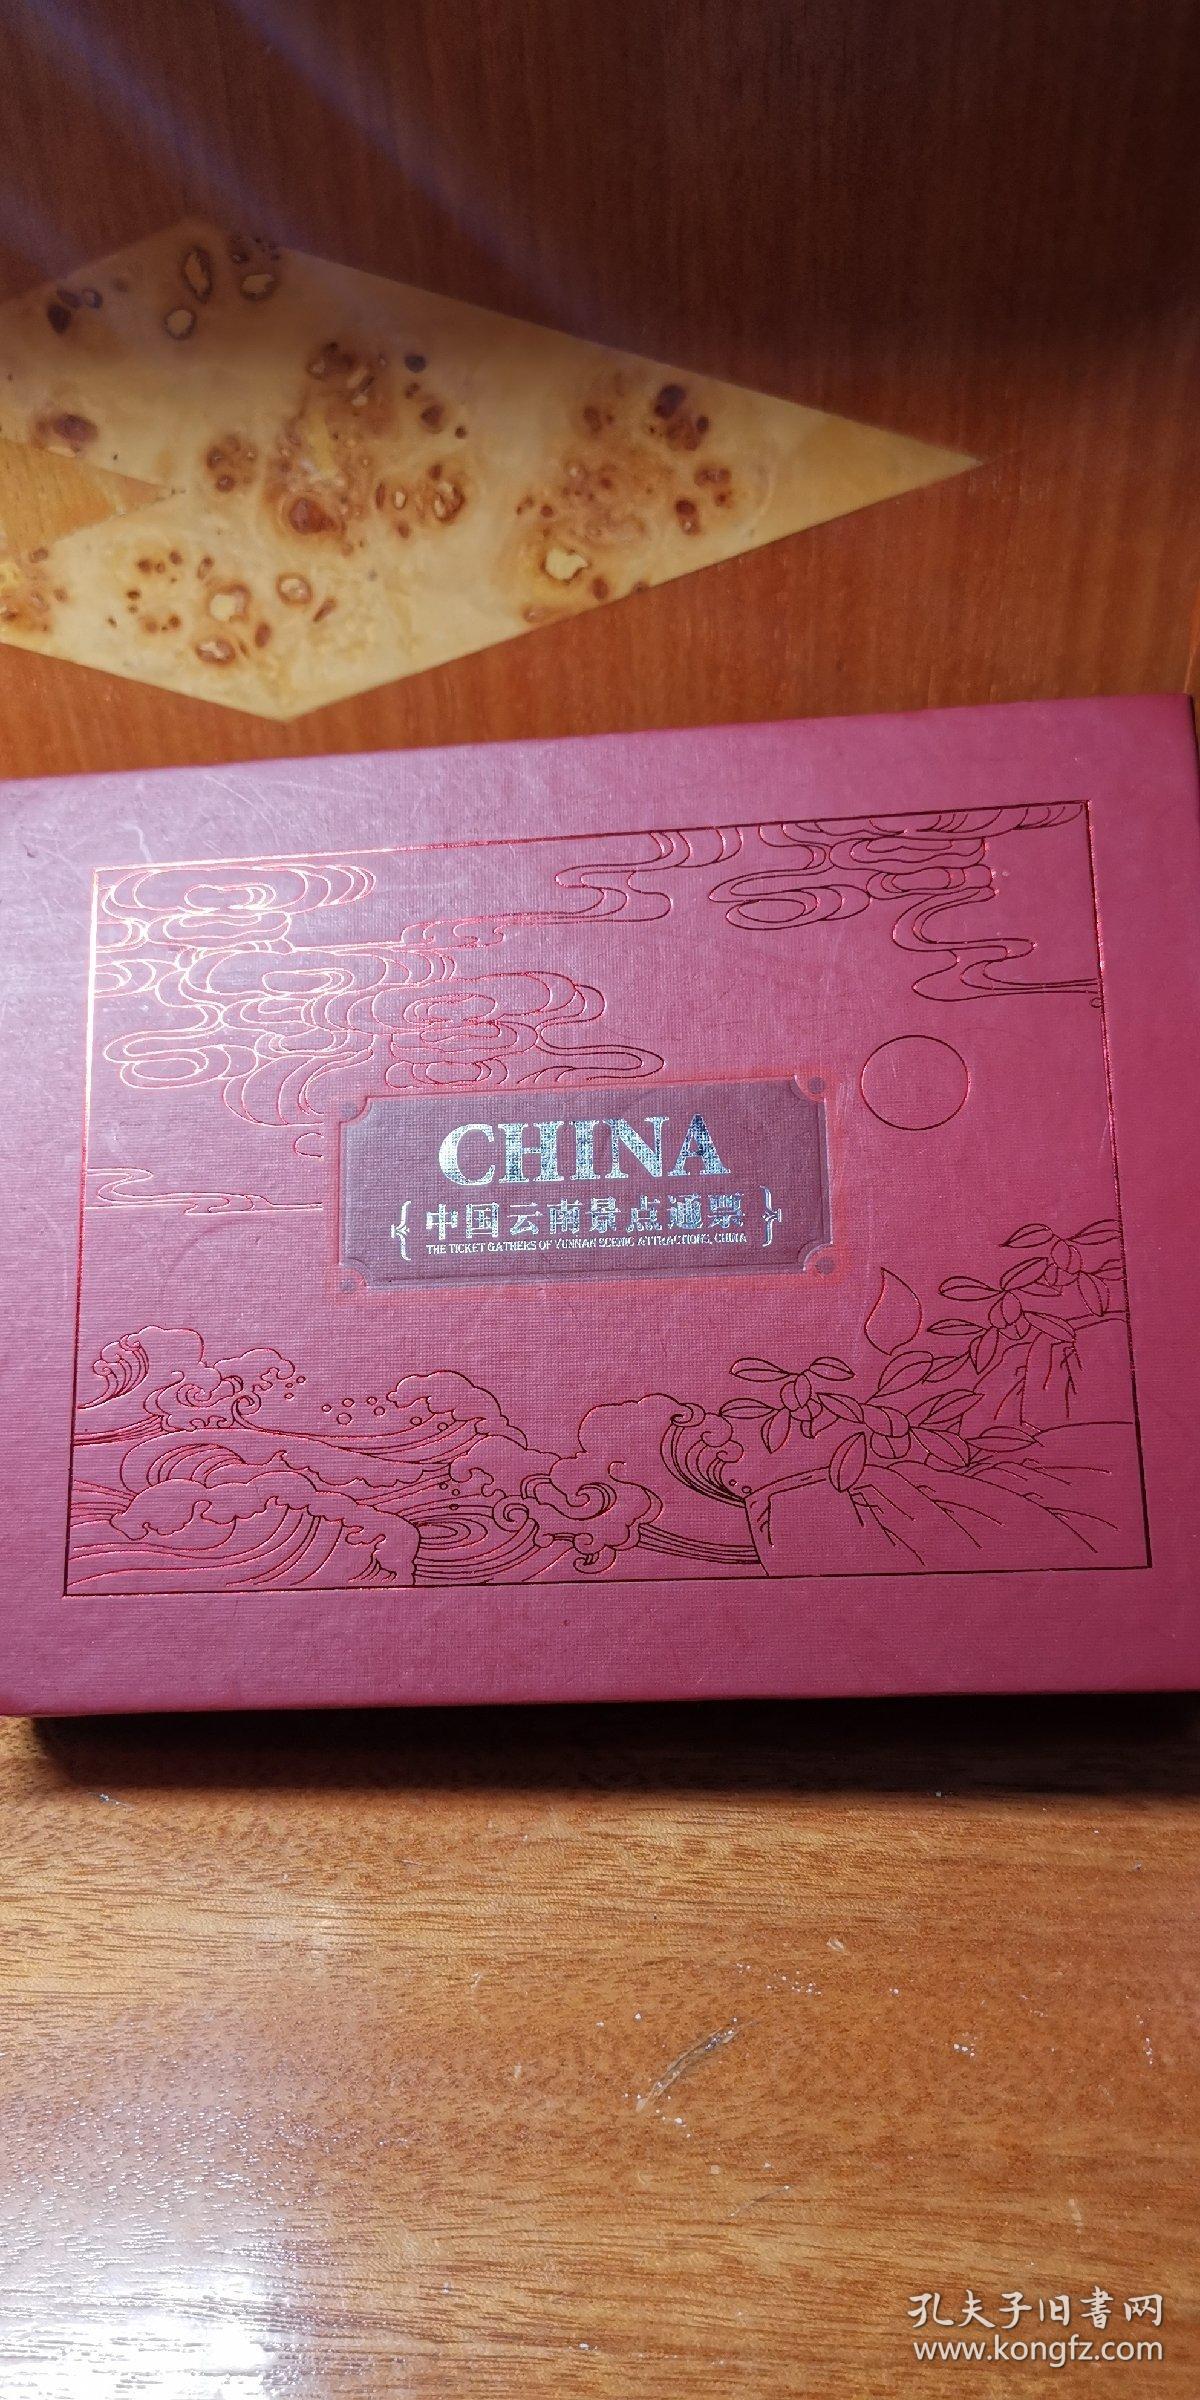 CHINA
{中国云南景点通票}
THE TICKET GATHERS OF YUNNAN SCENIC ATTRACTIONS, CHINA
孔夫子旧書网
www.kongfz.com